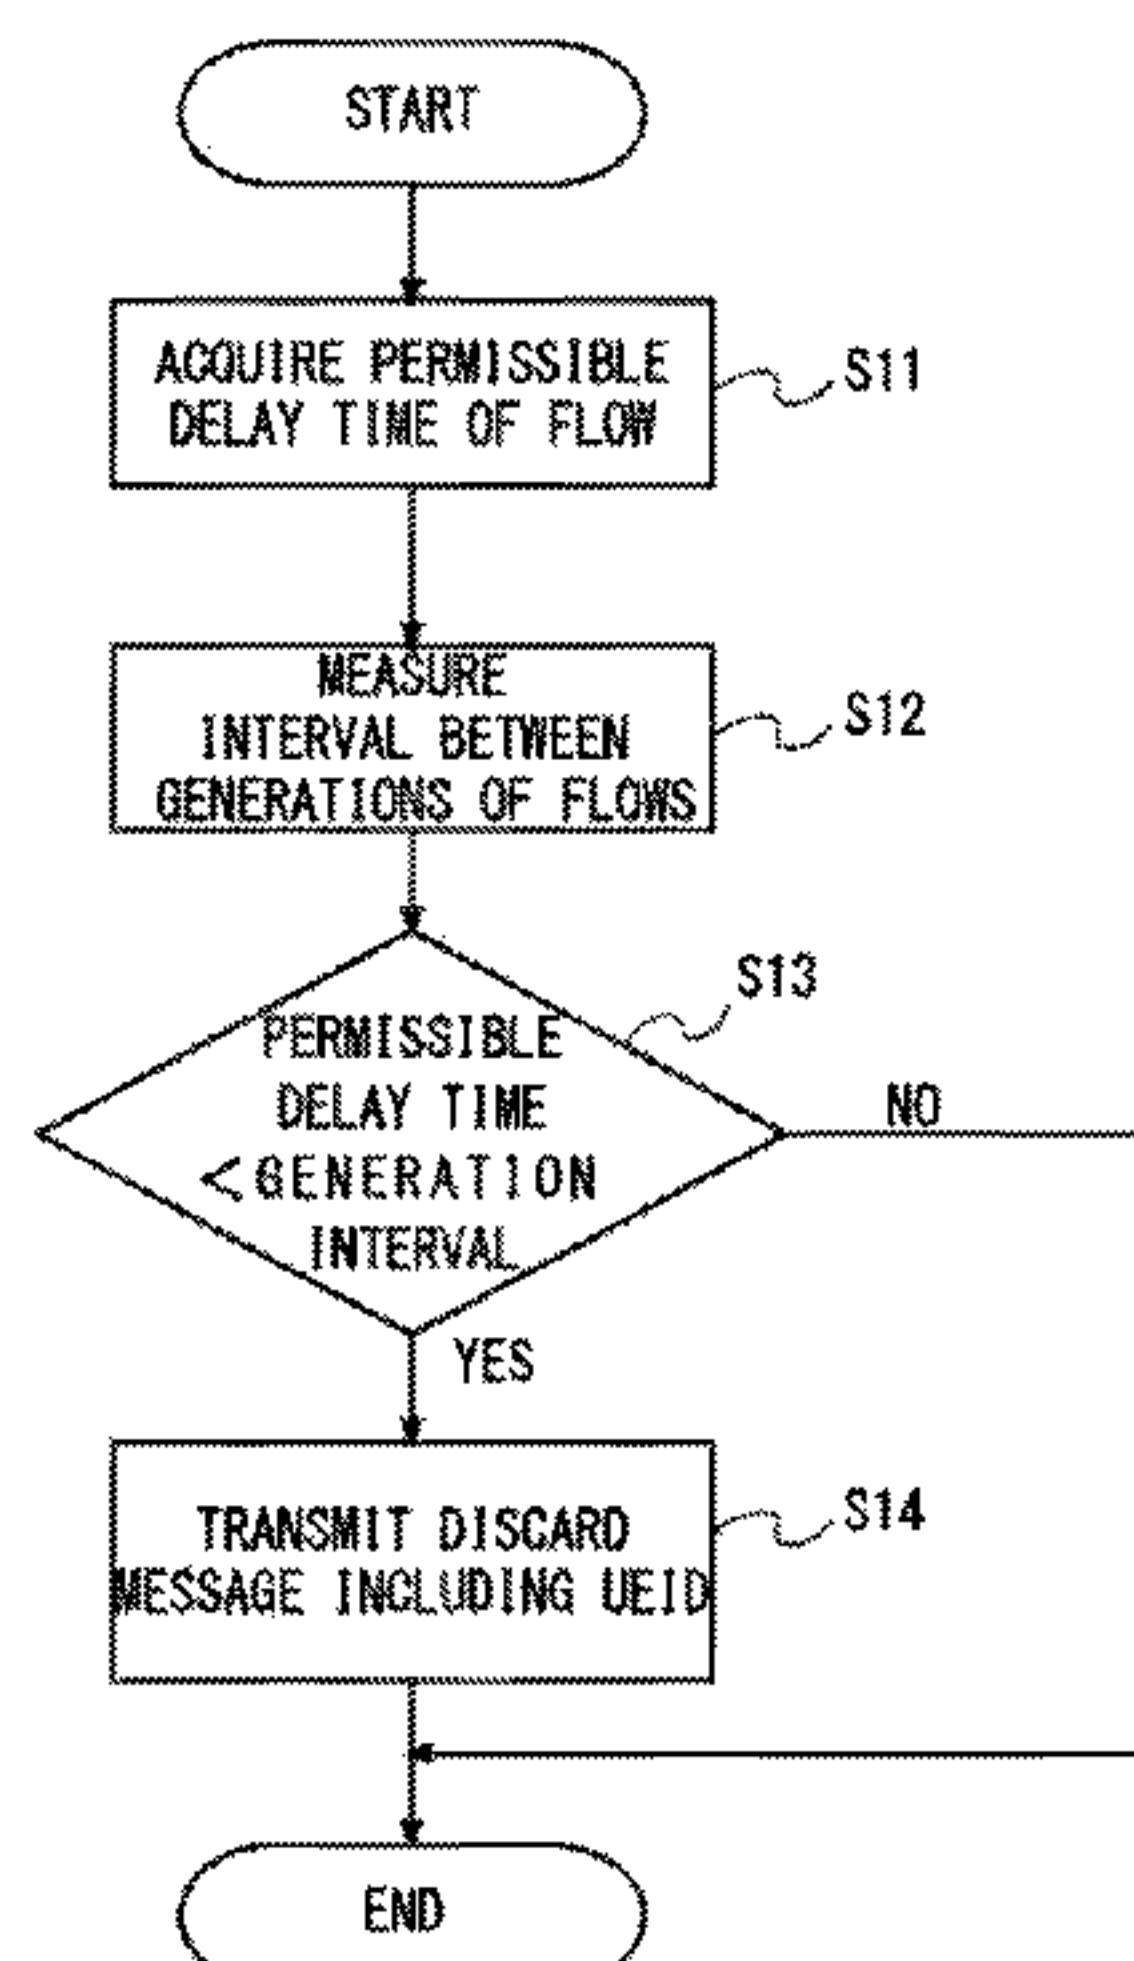 START
ACQUIRE PERMISSIBLE
DELAY TIME OF FLOW
S11
MEASURE
INTERVAL BETWEEN
GENERATIONS OF FLOWS
S12
S13
PERMISSIBLE
DELAY TIME
<GENERATION
INTERVAL
NO
YES
TRANSMIT DISCARD
MESSAGE INCLUDING UEID
S14
END